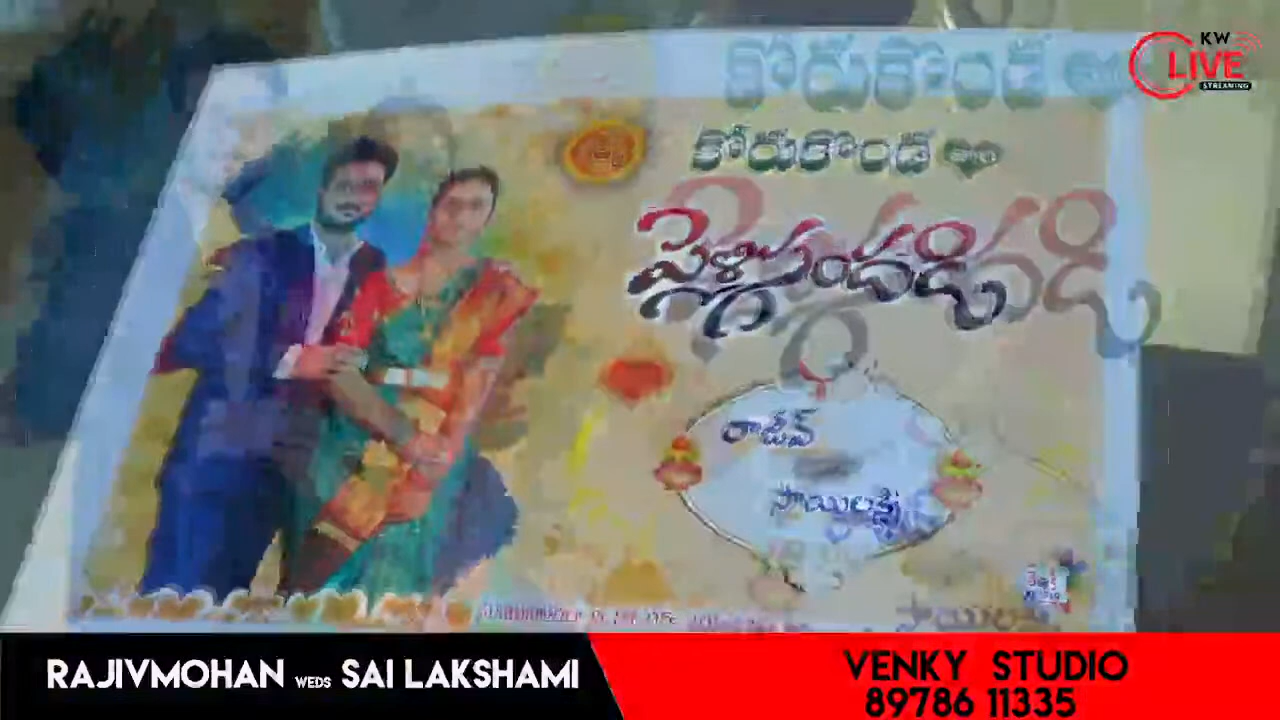 KW
LIVE
STREAMING
కోరుకొండ వారి
పెళ్లిసందడి
రాజీవ్
సాయిలక్ష్మి
RAJIVMOHAN WEDS SAI LAKSHAMI
VENKY STUDIO
89786 11335